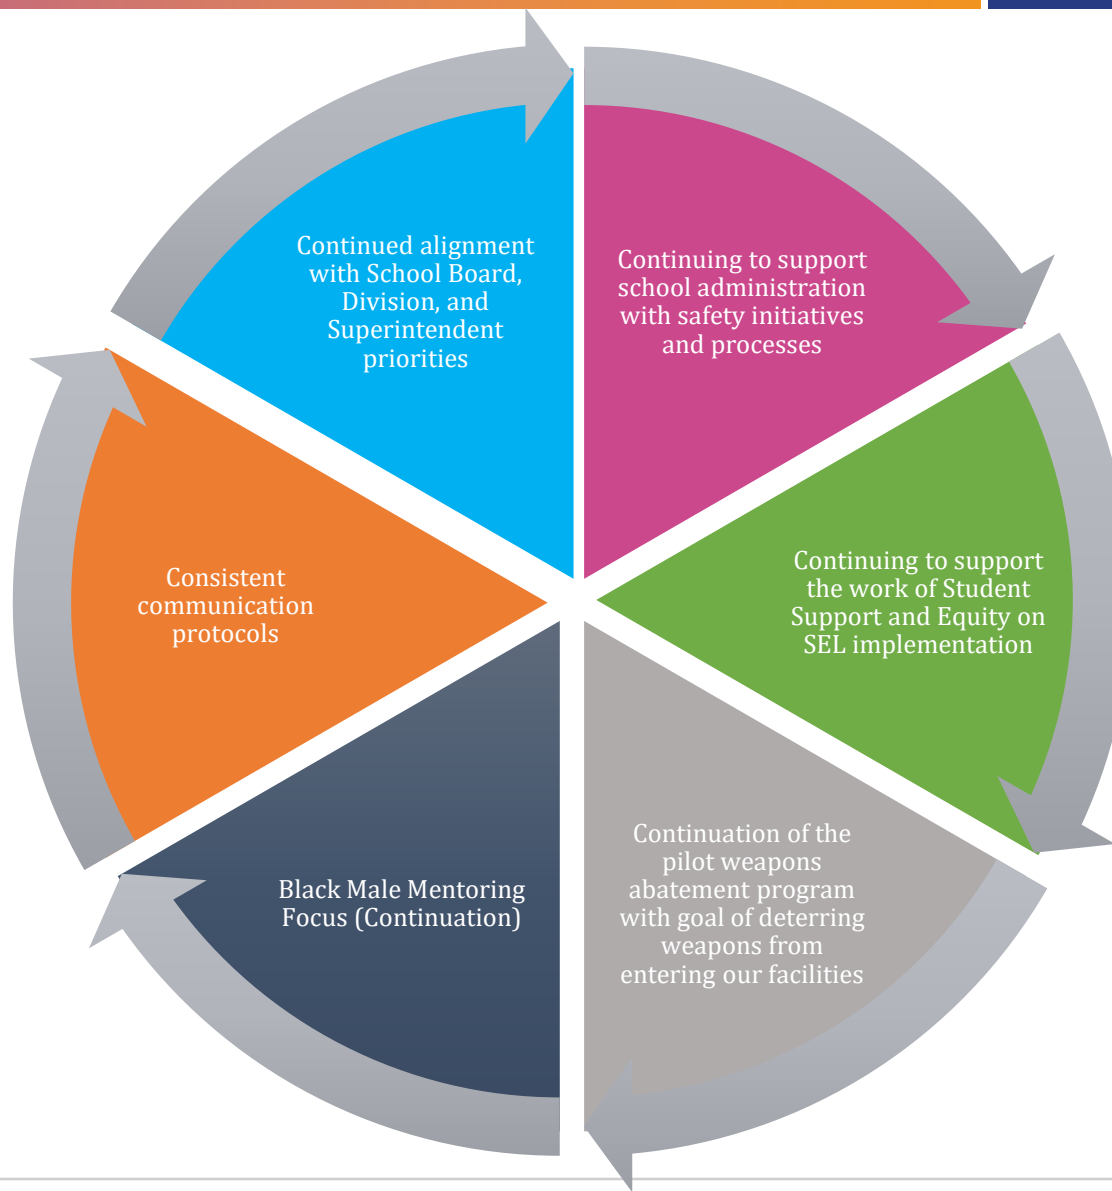 Continued alignment
with School Board,
Division, and
Superintendent
priorities
Continuing to support
school administration
with safety initiatives
and processes
Continuing to support
the work of Student
Support and Equity on
SEL implementation
Continuation of the
pilot weapons
abatement program
with goal of deterring
weapons from
entering our facilities
Black Male Mentoring
Focus (Continuation)
Consistent
communication
protocols